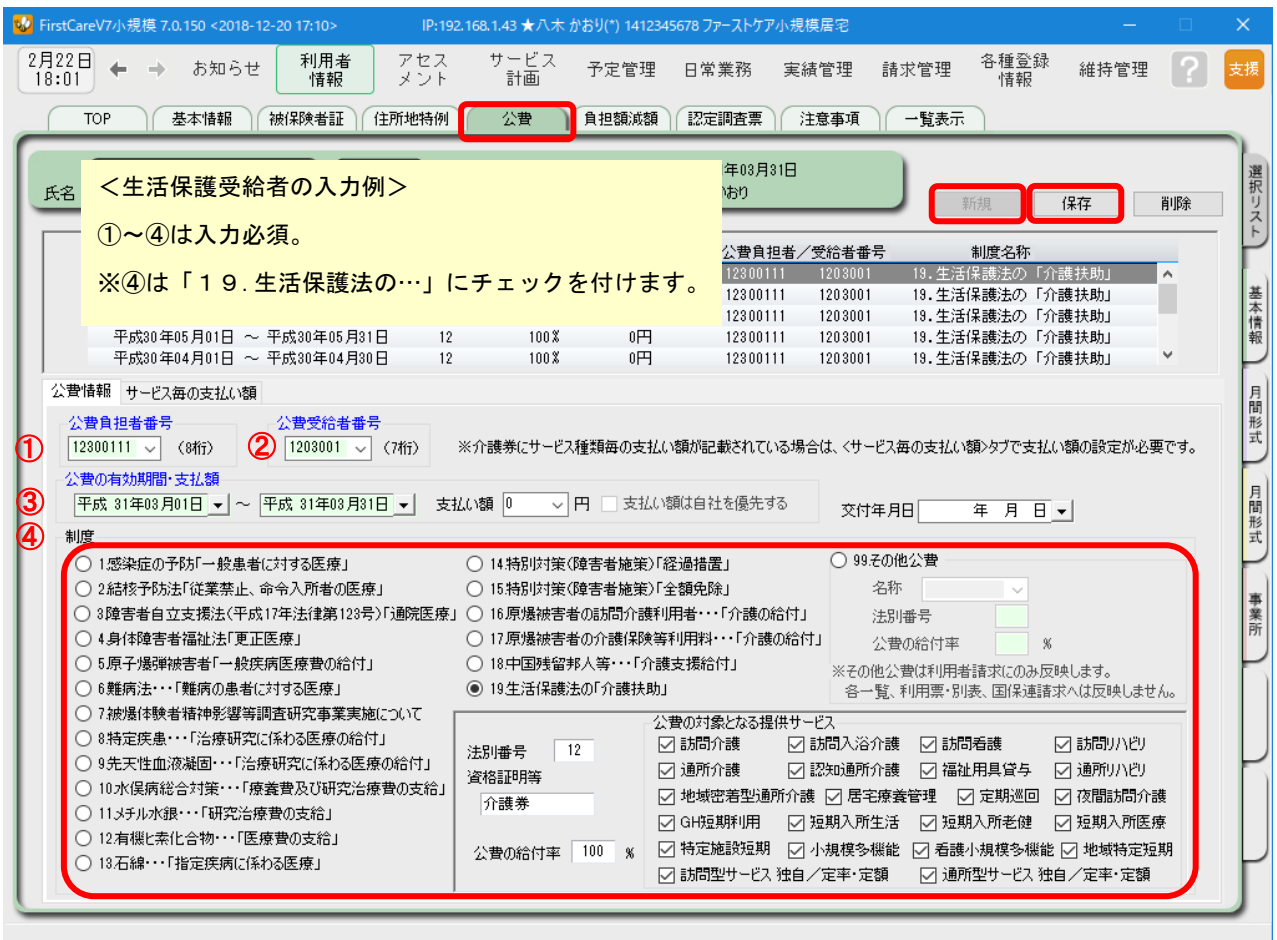 FirstCareV7小規模 7.0.150 <2018-12-20 17:10> IP:192.168.1.43 ★八木 かおり(*) 1412345678 ファーストケア小規模居宅
2月22日
18:01
お知らせ
利用者
情報
アセス
メント
サービス
計画
予定管理
日常業務
実績管理
請求管理
各種登録
情報
維持管理
?
支援
TOP 基本情報 被保険者証 住所地特例 公費 自担額減額 認定調査票 注意事項 一覧表示
氏名
年03月31日
かおり
<生活保護受給者の入力例>
①～④は入力必須。
※④は「１９.生活保護法の…」にチェックを付けます。
新規 保存 削除
公費負担者／受給者番号 制度名称
12300111 1203001 19.生活保護法の「介護扶助」
12300111 1203001 19.生活保護法の「介護扶助」
12300111 1203001 19.生活保護法の「介護扶助」
平成30年05月01日 ～ 平成30年05月31日 12 100% 0円 12300111 1203001 19.生活保護法の「介護扶助」
平成30年04月01日 ～ 平成30年04月30日 12 100% 0円 12300111 1203001 19.生活保護法の「介護扶助」
選択リスト
基本情報
月間形式
月間形式
事業所
公費情報 サービス毎の支払い額
公費負担者番号 公費受給者番号
① 12300111 (8桁) ② 1203001 (7桁) ※介護券にサービス種類毎の支払い額が記載されている場合は、<サービス毎の支払い額>タブで支払い額の設定が必要です。
公費の有効期間・支払額
③ 平成 31年03月01日 ～ 平成 31年03月31日 支払い額 0 円 支払い額は自社を優先する 交付年月日 年 月 日
④ 制度
1.感染症の予防「一般患者に対する医療」
2.結核予防法「従業禁止、命令入所者の医療」
3.障害者自立支援法(平成17年法律第123号)「通院医療」
4.身体障害者福祉法「更正医療」
5.原子爆弾被害者「一般疾病医療費の給付」
6.難病法・・・「難病の患者に対する医療」
7.被爆体験者精神影響等調査研究事業実施について
8.特定疾患・・・「治療研究に係わる医療の給付」
9.先天性血液凝固・・・「治療研究に係わる医療の給付」
10.水俣病総合対策・・・「療養費及び研究治療費の支給」
11.メチル水銀・・・「研究治療費の支給」
12.有機ヒ素化合物・・・「医療費の支給」
13.石綿・・・「指定疾病に係わる医療」
14.特別対策(障害者施策)「経過措置」
15.特別対策(障害者施策)「全額免除」
16.原爆被害者の訪問介護利用者・・・「介護の給付」
17.原爆被害者の介護保険等利用料・・・「介護の給付」
18.中国残留邦人等・・・「介護支援給付」
19.生活保護法の「介護扶助」
99.その他公費
名称
法別番号
公費の給付率 %
※その他公費は利用者請求にのみ反映します。
各一覧、利用票・別表、国保連請求へは反映しません。
法別番号 12
資格証明等
介護券
公費の給付率 100 %
公費の対象となる提供サービス
訪問介護 訪問入浴介護 訪問看護 訪問リハビリ
通所介護 認知通所介護 福祉用具貸与 通所リハビリ
地域密着型通所介護 居宅療養管理 定期巡回 夜間訪問介護
GH短期利用 短期入所生活 短期入所老健 短期入所医療
特定施設短期 小規模多機能 看護小規模多機能 地域特定短期
訪問型サービス 独自／定率・定額 通所型サービス 独自／定率・定額